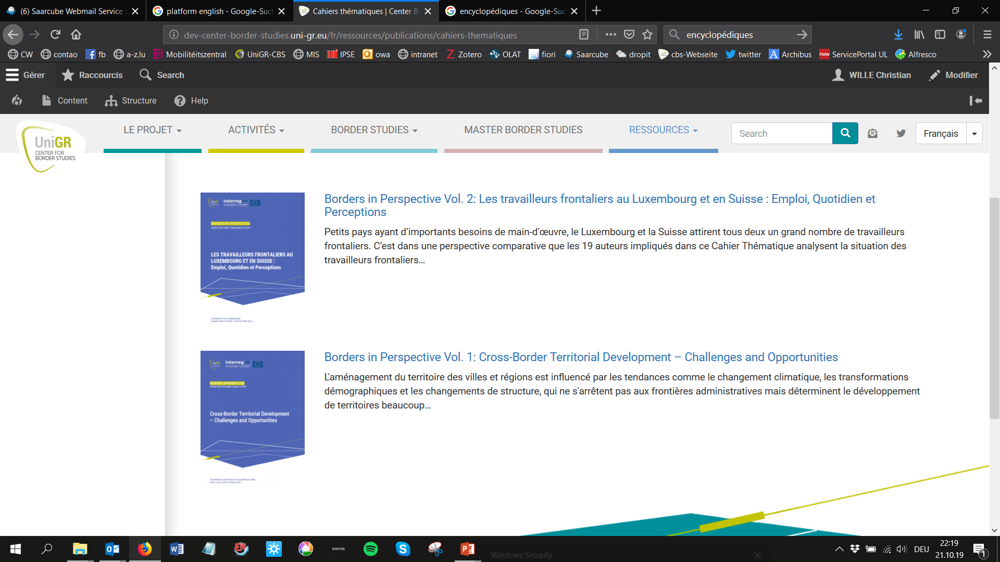 (6) Saarcube Webmail Service :
platform english - Google-Such
Cahiers thématiques | Center Bo
encyclopédiques - Google-Suc
dev-center-border-studies.uni-gr.eu/fr/ressources/publications/cahiers-thematiques
encyclopédiques
CW
contao
fb
a-z.lu
Mobilitéitszentral
UniGR-CBS
MIS
IPSE
owa
intranet
Zotero
OLAT
fiori
Saarcube
dropit
cbs-Webseite
twitter
Archibus
ServicePortal UL
Alfresco
Gérer
Raccourcis
Search
WILLE Christian
Modifier
Content
Structure
Help
UniGR
CENTER FOR
BORDER STUDIES
LE PROJET
ACTIVITÉS
BORDER STUDIES
MASTER BORDER STUDIES
RESSOURCES
Search
Français
Interreg
BORDERS IN PERSPECTIVE
LES TRAVAILLEURS FRONTALIERS AU
LUXEMBOURG ET EN SUISSE :
Emploi, Quotidien et Perceptions
Borders in Perspective Vol. 2: Les travailleurs frontaliers au Luxembourg et en Suisse : Emploi, Quotidien et
Perceptions
Petits pays ayant d’importants besoins de main-d’œuvre, le Luxembourg et la Suisse attirent tous deux un grand nombre de travailleurs
frontaliers. C’est dans une perspective comparative que les 19 auteurs impliqués dans ce Cahier Thématique analysent la situation des
travailleurs frontaliers…
Interreg
BORDERS IN PERSPECTIVE
Cross-Border Territorial Development
– Challenges and Opportunities
Borders in Perspective Vol. 1: Cross-Border Territorial Development – Challenges and Opportunities
L'aménagement du territoire des villes et régions est influencé par les tendances comme le changement climatique, les transformations
démographiques et les changements de structure, qui ne s'arrêtent pas aux frontières administratives mais déterminent le développement
de territoires beaucoup…
SONOS
Windows Security
DEU
22:19
21.10.19
1